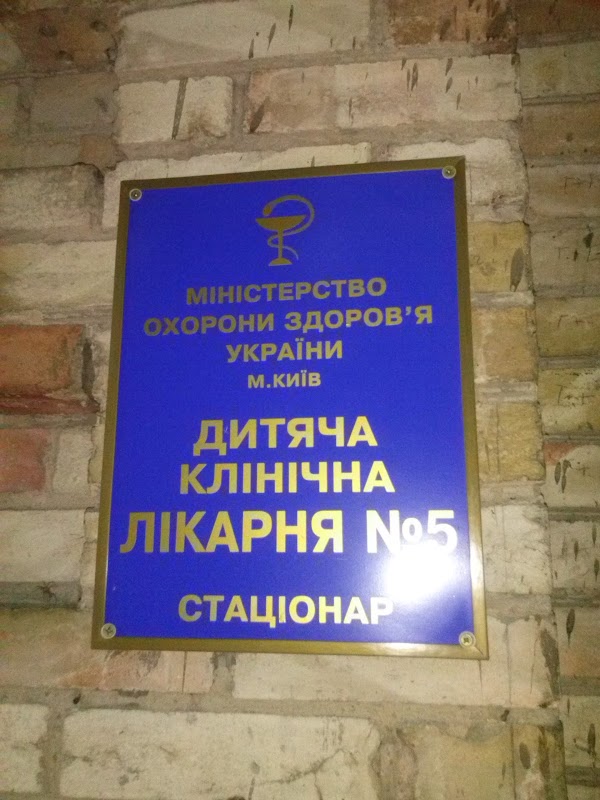 МІНІСТЕРСТВО
ОХОРОНИ ЗДОРОВ'Я
УКРАЇНИ
М.КИЇВ
ДИТЯЧА
КЛІНІЧНА
ЛІКАРНЯ №5
СТАЦІОНАР